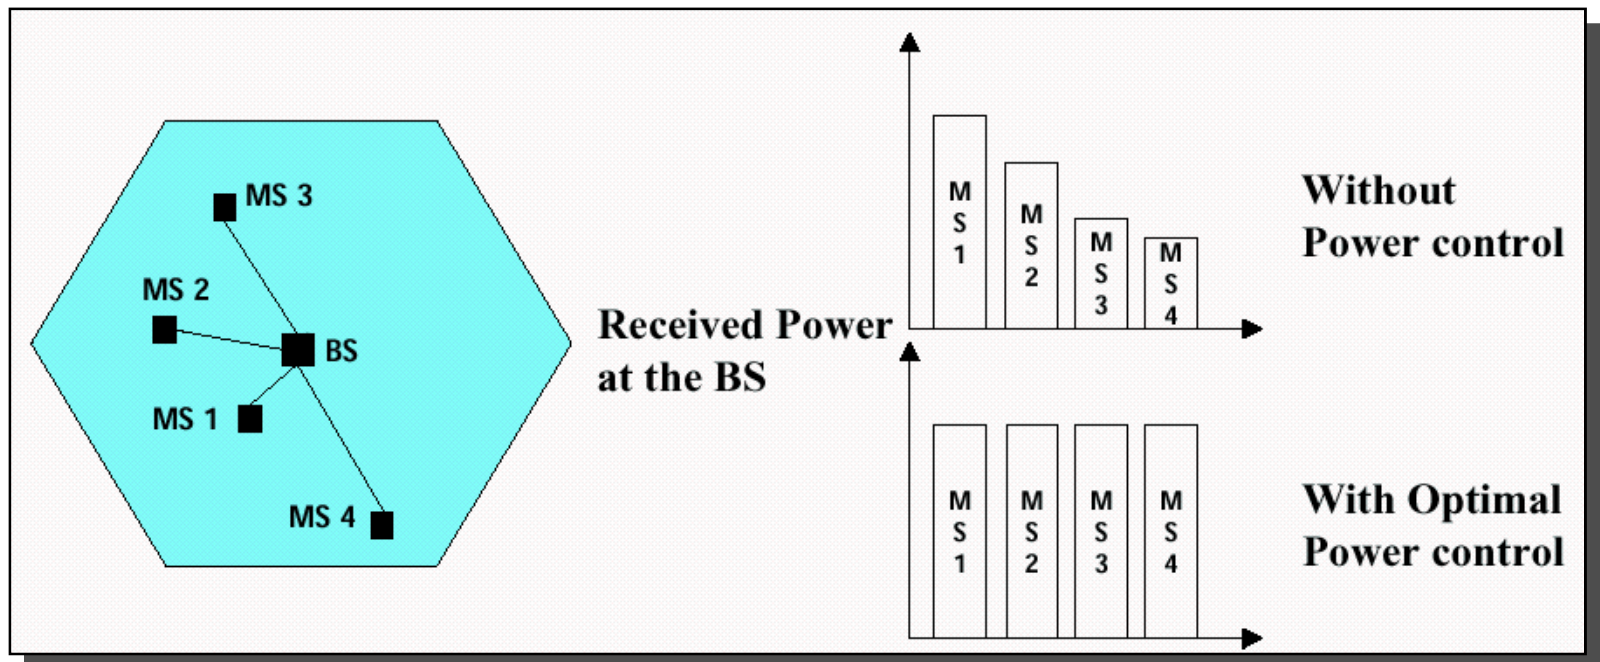 MS 3
MS 2
BS
MS 1
MS 4
Received Power
at the BS
M
S
1
M
S
2
M
S
3
M
S
4
Without
Power control
M
S
1
M
S
2
M
S
3
M
S
4
With Optimal
Power control